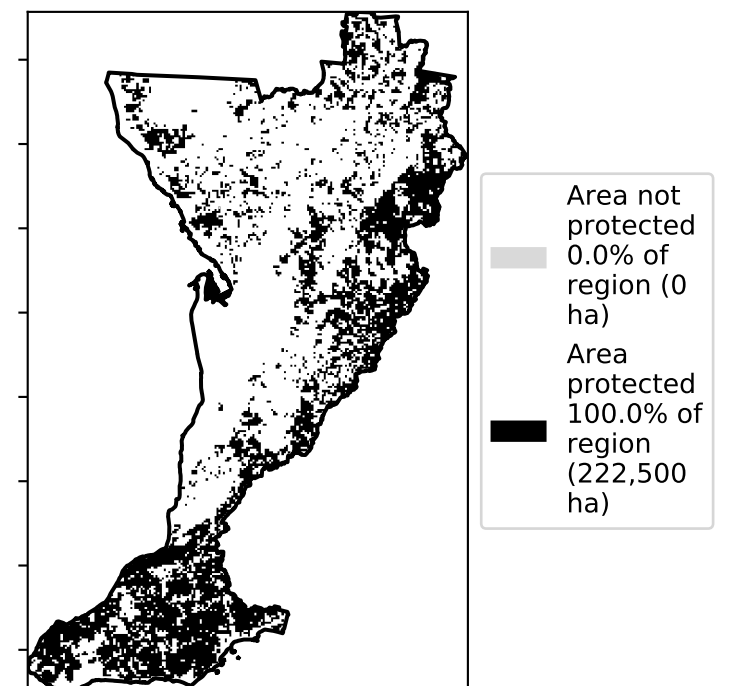 Area not
protected
0.0% of
region (0
ha)
Area
protected
100.0% of
region
(222,500
ha)